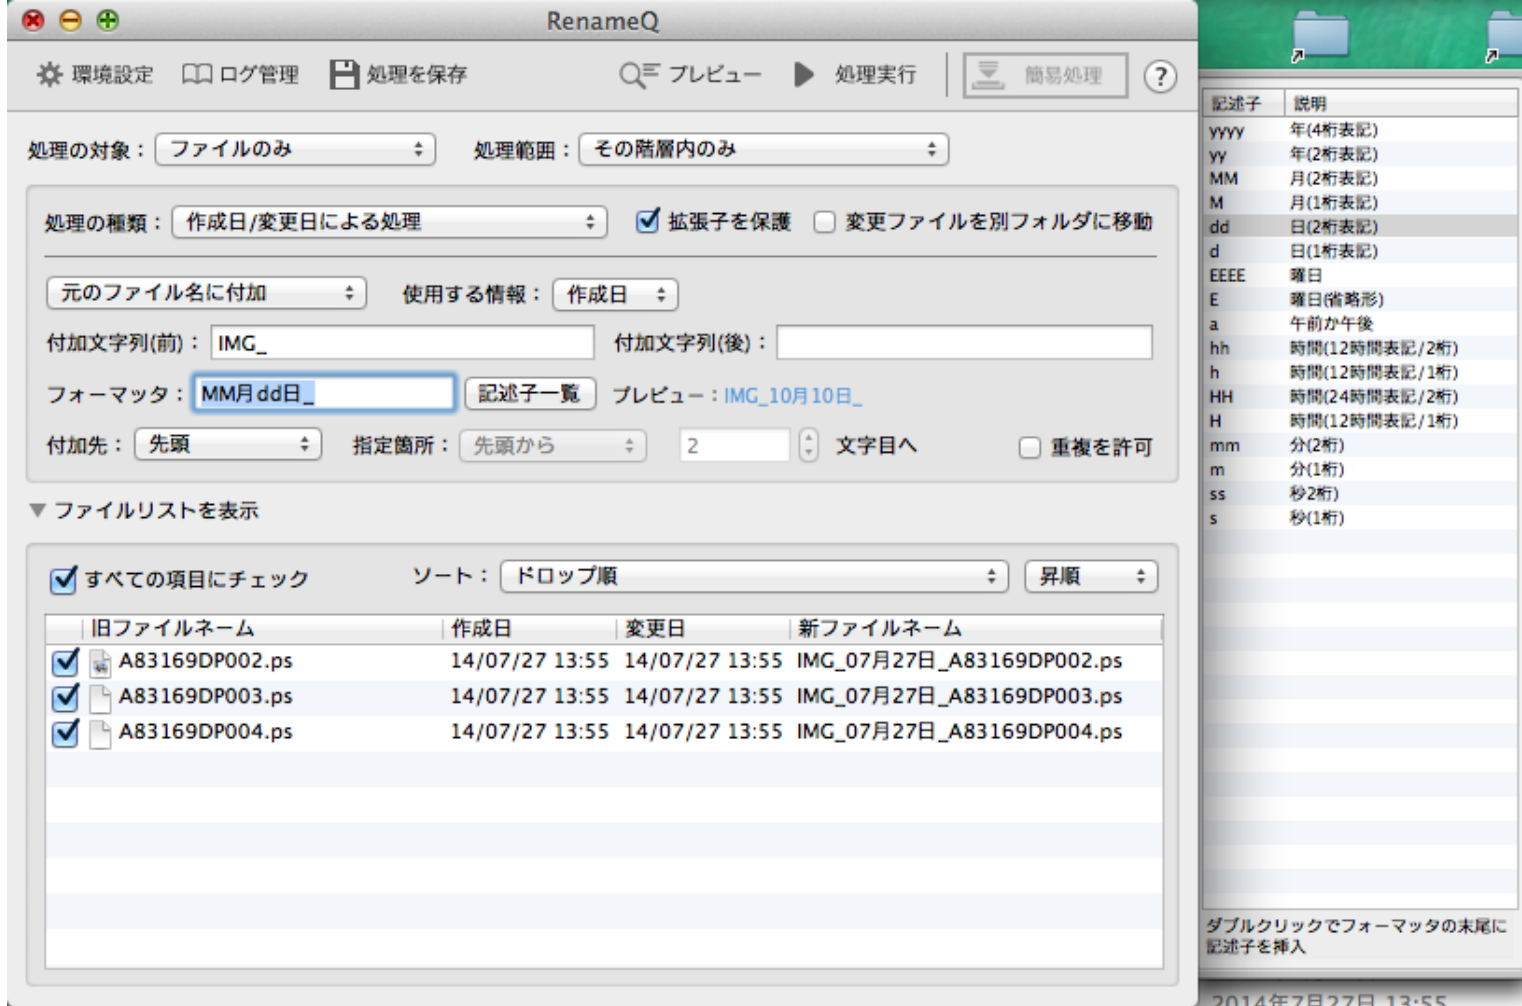 RenameQ
環境設定 ログ管理 処理を保存 プレビュー 処理実行 簡易処理 ?
処理の対象： ファイルのみ 処理範囲： その階層内のみ
処理の種類： 作成日/変更日による処理 拡張子を保護 変更ファイルを別フォルダに移動
元のファイル名に付加 使用する情報： 作成日
付加文字列(前)： IMG_ 付加文字列(後)：
フォーマッタ： MM月dd日_ 記述子一覧 プレビュー：IMG_10月10日_
付加先： 先頭 指定箇所： 先頭から 2 文字目へ 重複を許可
ファイルリストを表示
すべての項目にチェック ソート： ドロップ順 昇順
旧ファイルネーム 作成日 変更日 新ファイルネーム
A83169DP002.ps 14/07/27 13:55 14/07/27 13:55 IMG_07月27日_A83169DP002.ps
A83169DP003.ps 14/07/27 13:55 14/07/27 13:55 IMG_07月27日_A83169DP003.ps
A83169DP004.ps 14/07/27 13:55 14/07/27 13:55 IMG_07月27日_A83169DP004.ps
記述子 説明
yyyy 年(4桁表記)
yy 年(2桁表記)
MM 月(2桁表記)
M 月(1桁表記)
dd 日(2桁表記)
d 日(1桁表記)
EEEE 曜日
E 曜日(省略形)
a 午前か午後
hh 時間(12時間表記/2桁)
h 時間(12時間表記/1桁)
HH 時間(24時間表記/2桁)
H 時間(12時間表記/1桁)
mm 分(2桁)
m 分(1桁)
ss 秒2桁)
s 秒(1桁)
ダブルクリックでフォーマッタの末尾に
記述子を挿入
2014年7月27日 13:55